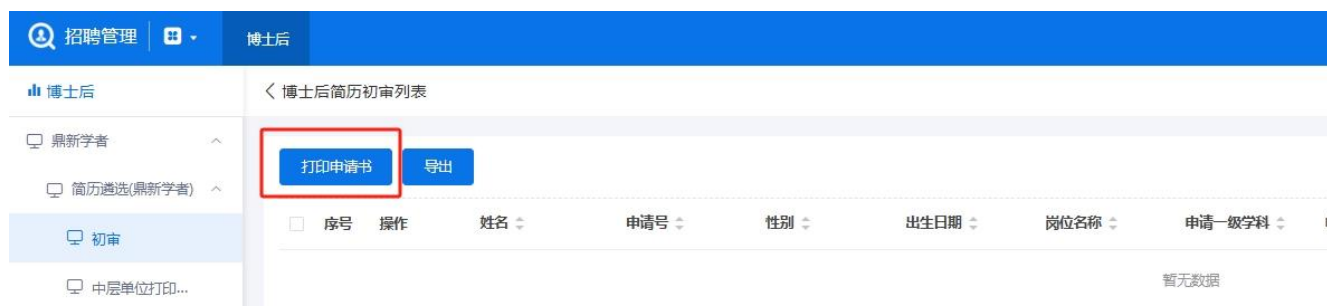 招聘管理 博士后
博士后 博士后简历初审列表
鼎新学者
打印申请书 导出
简历遴选(鼎新学者)
序号 操作 姓名 申请号 性别 出生日期 岗位名称 申请一级学科
初审
暂无数据
中层单位打印...